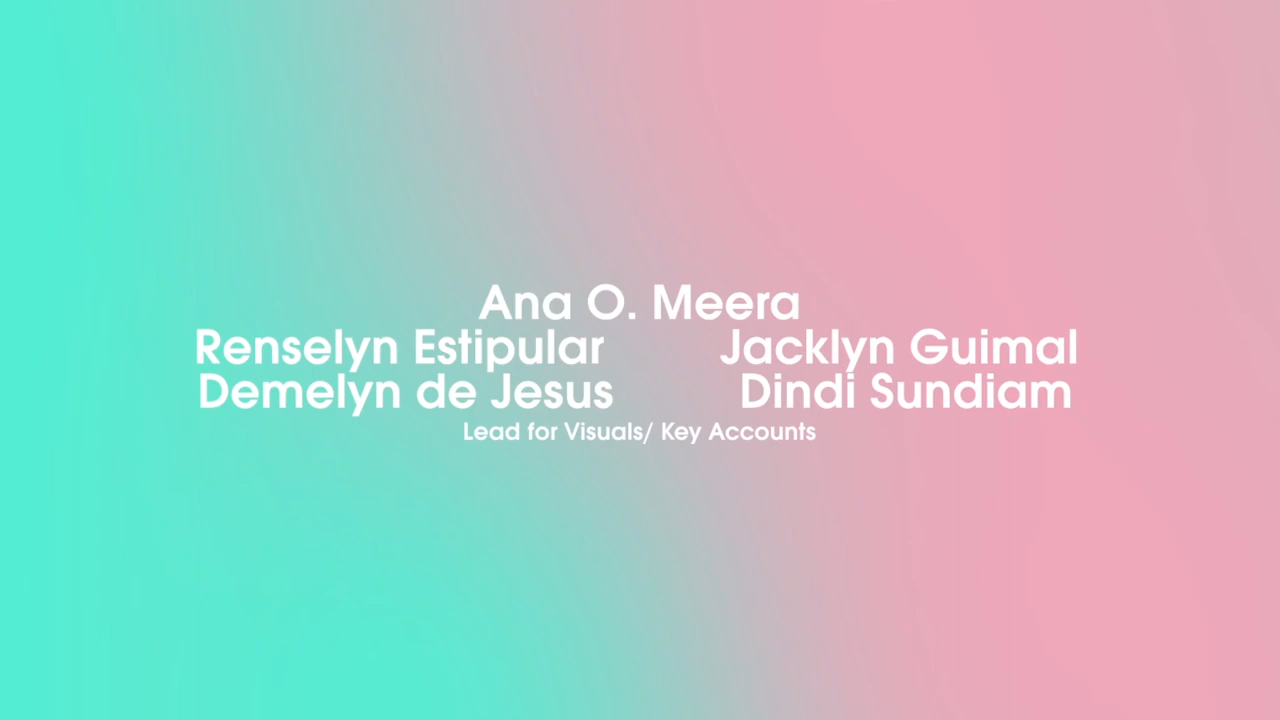 Ana O. Meera
Renselyn Estipular Jacklyn Guimal
Demelyn de Jesus Dindi Sundiam
Lead for Visuals/ Key Accounts